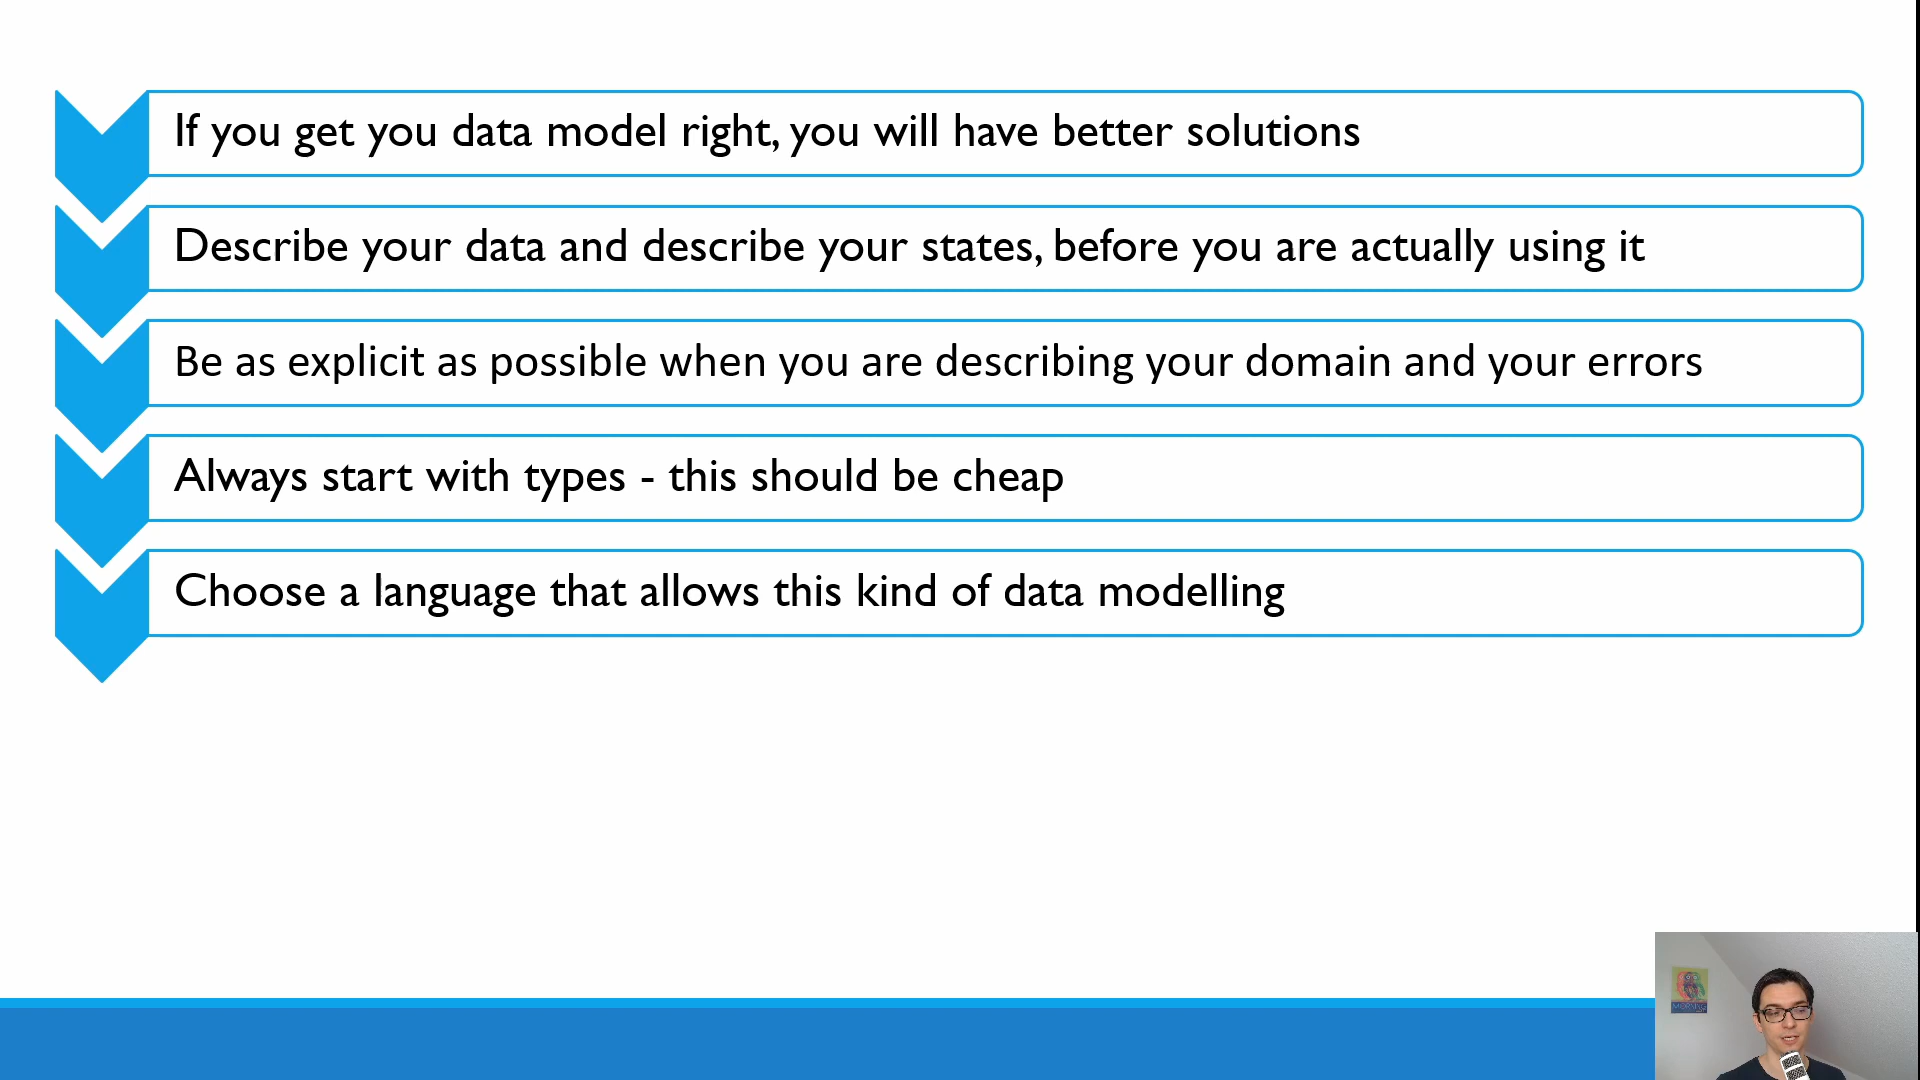 If you get you data model right, you will have better solutions
Describe your data and describe your states, before you are actually using it
Be as explicit as possible when you are describing your domain and your errors
Always start with types - this should be cheap
Choose a language that allows this kind of data modelling